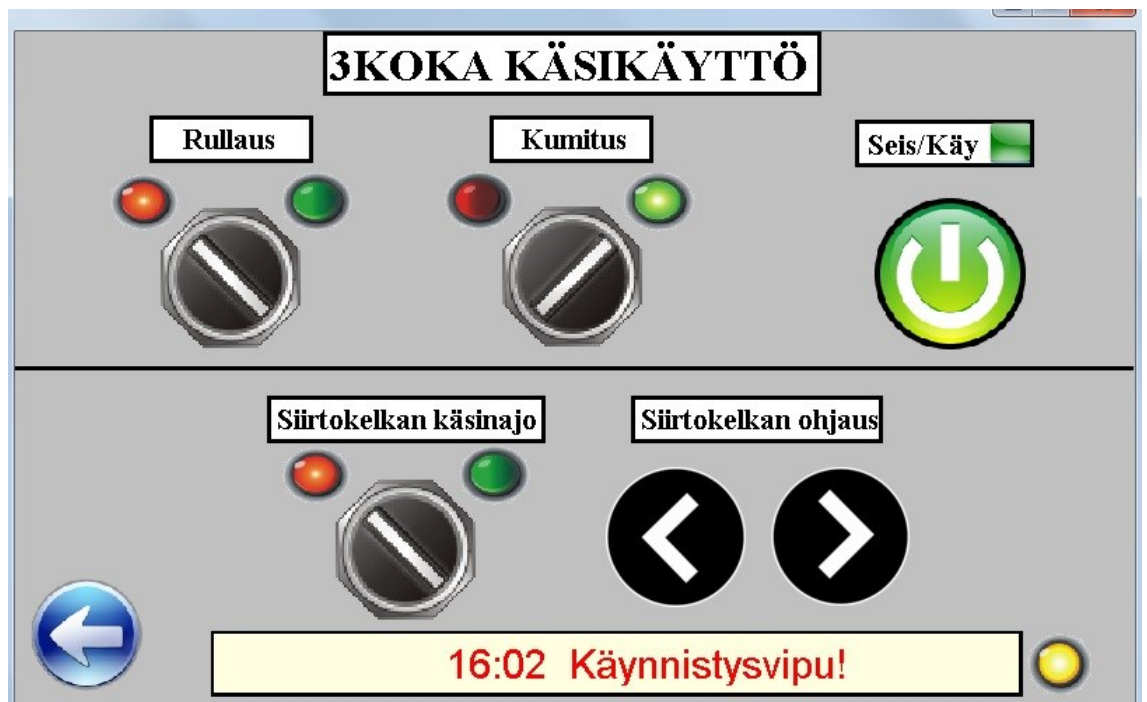 3KOKA KÄSIKÄYTTÖ
Rullaus
Kumitus
Seis/Käy
Siirtokelkan käsinajo
Siirtokelkan ohjaus
16:02 Käynnistysvipu!